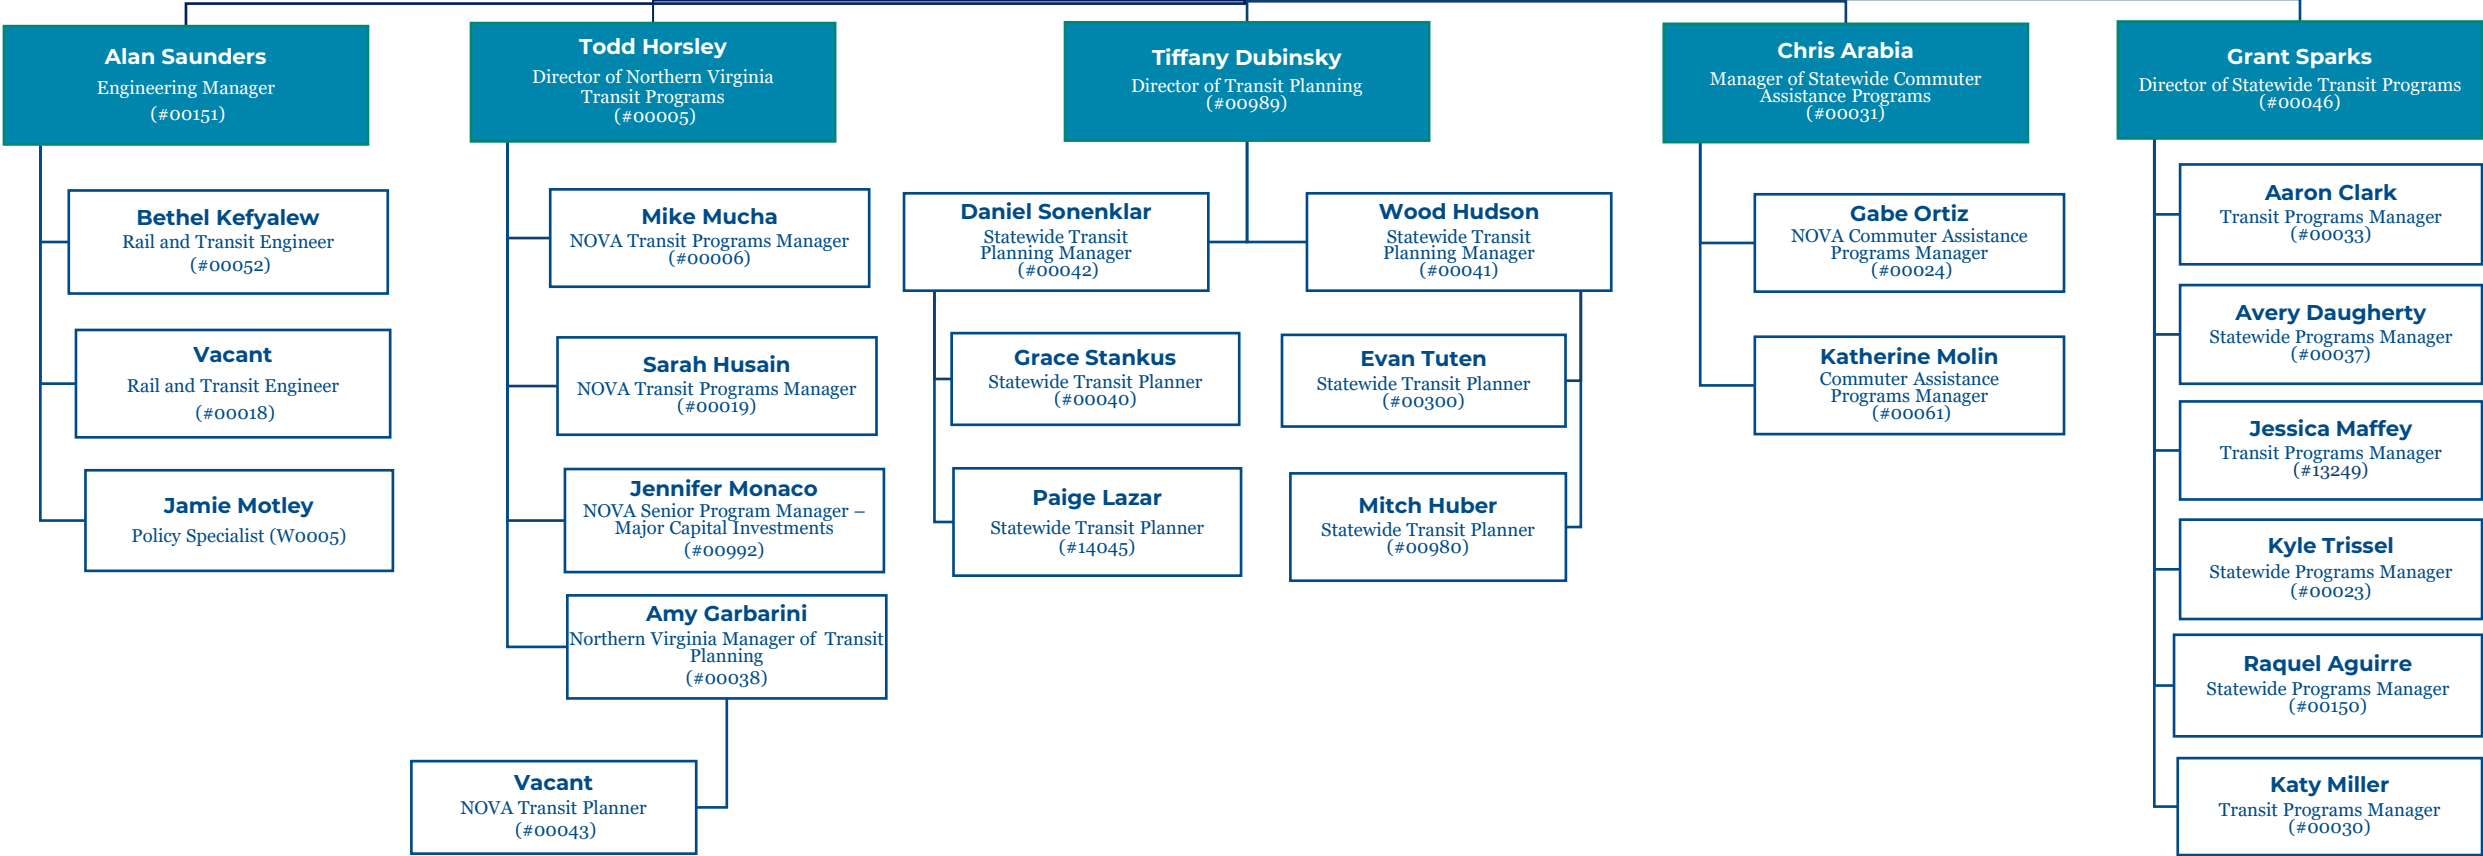 Alan Saunders
Engineering Manager
(#00151)
Bethel Kefyalew
Rail and Transit Engineer
(#00052)
Vacant
Rail and Transit Engineer
(#00018)
Jamie Motley
Policy Specialist (W0005)
Todd Horsley
Director of Northern Virginia
Transit Programs
(#00005)
Mike Mucha
NOVA Transit Programs Manager
(#00006)
Sarah Husain
NOVA Transit Programs Manager
(#00019)
Jennifer Monaco
NOVA Senior Program Manager –
Major Capital Investments
(#00992)
Amy Garbarini
Northern Virginia Manager of Transit
Planning
(#00038)
Vacant
NOVA Transit Planner
(#00043)
Tiffany Dubinsky
Director of Transit Planning
(#00989)
Daniel Sonenklar
Statewide Transit
Planning Manager
(#00042)
Grace Stankus
Statewide Transit Planner
(#00040)
Paige Lazar
Statewide Transit Planner
(#14045)
Wood Hudson
Statewide Transit
Planning Manager
(#00041)
Evan Tuten
Statewide Transit Planner
(#00300)
Mitch Huber
Statewide Transit Planner
(#00980)
Chris Arabia
Manager of Statewide Commuter
Assistance Programs
(#00031)
Gabe Ortiz
NOVA Commuter Assistance
Programs Manager
(#00024)
Katherine Molin
Commuter Assistance
Programs Manager
(#00061)
Grant Sparks
Director of Statewide Transit Programs
(#00046)
Aaron Clark
Transit Programs Manager
(#00033)
Avery Daugherty
Statewide Programs Manager
(#00037)
Jessica Maffey
Transit Programs Manager
(#13249)
Kyle Trissel
Statewide Programs Manager
(#00023)
Raquel Aguirre
Statewide Programs Manager
(#00150)
Katy Miller
Transit Programs Manager
(#00030)